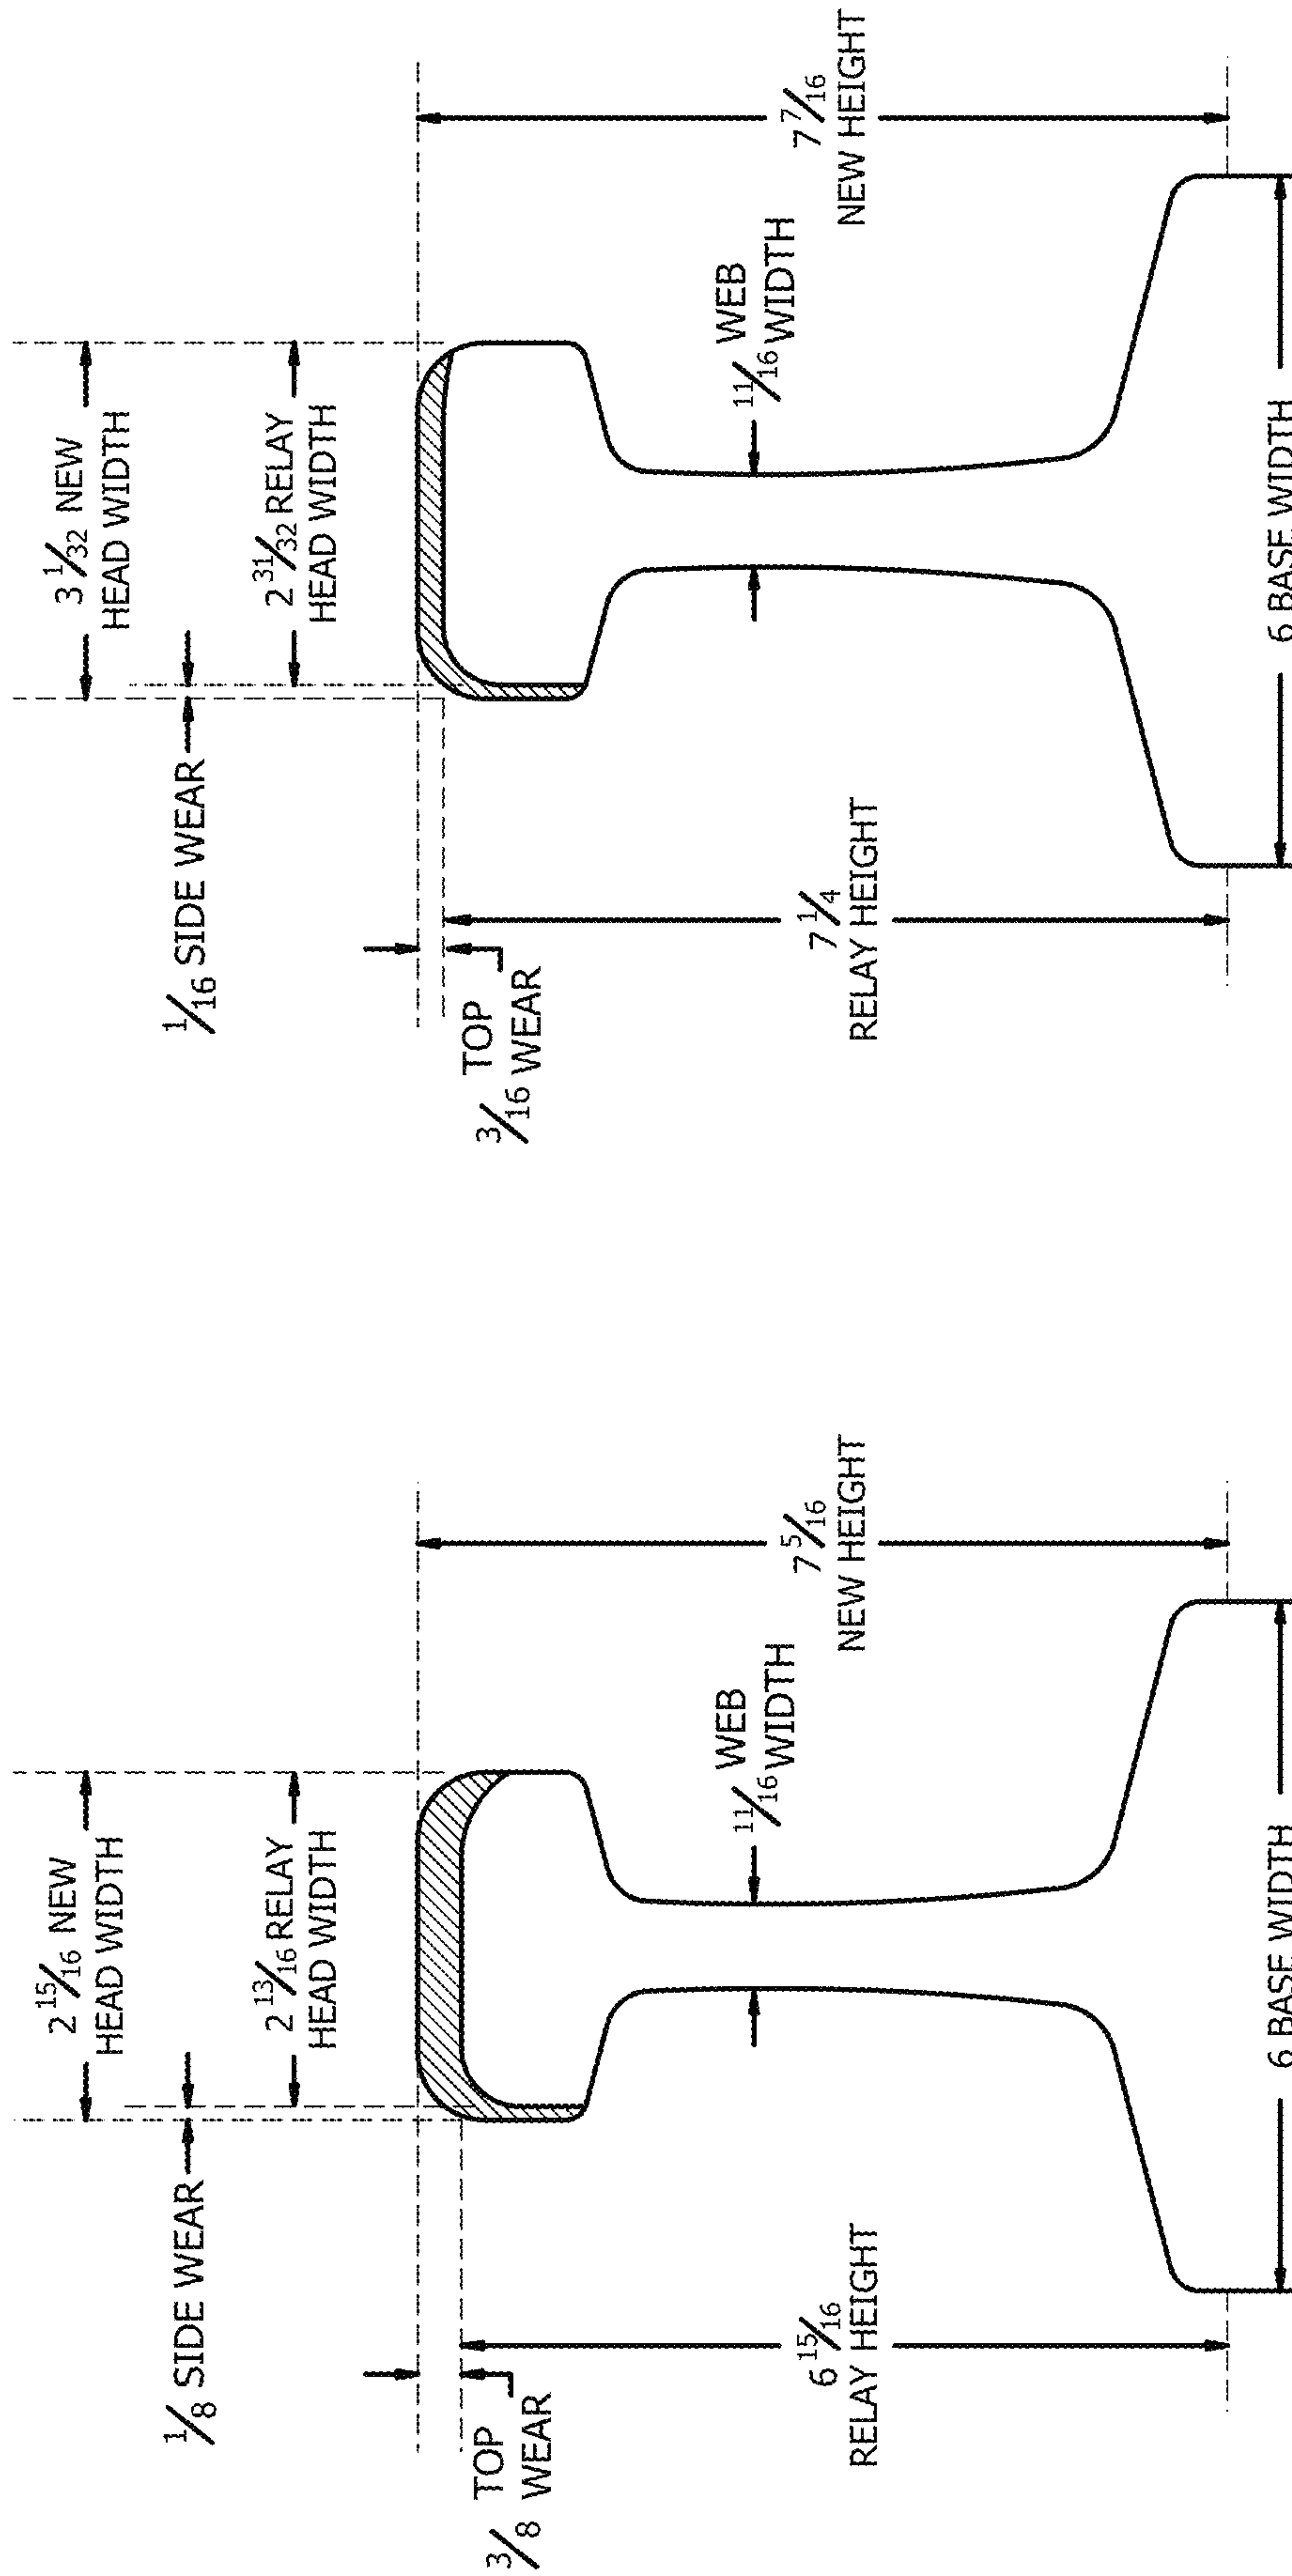 2 15/16 NEW
HEAD WIDTH
1/8 SIDE WEAR
2 13/16 RELAY
HEAD WIDTH
TOP
3/8 WEAR
6 15/16
RELAY HEIGHT
WEB
11/16 WIDTH
7 5/16
NEW HEIGHT
6 BASE WIDTH
3 1/32 NEW
HEAD WIDTH
1/16 SIDE WEAR
2 31/32 RELAY
HEAD WIDTH
TOP
3/16 WEAR
7 1/4
RELAY HEIGHT
WEB
11/16 WIDTH
7 7/16
NEW HEIGHT
6 BASE WIDTH